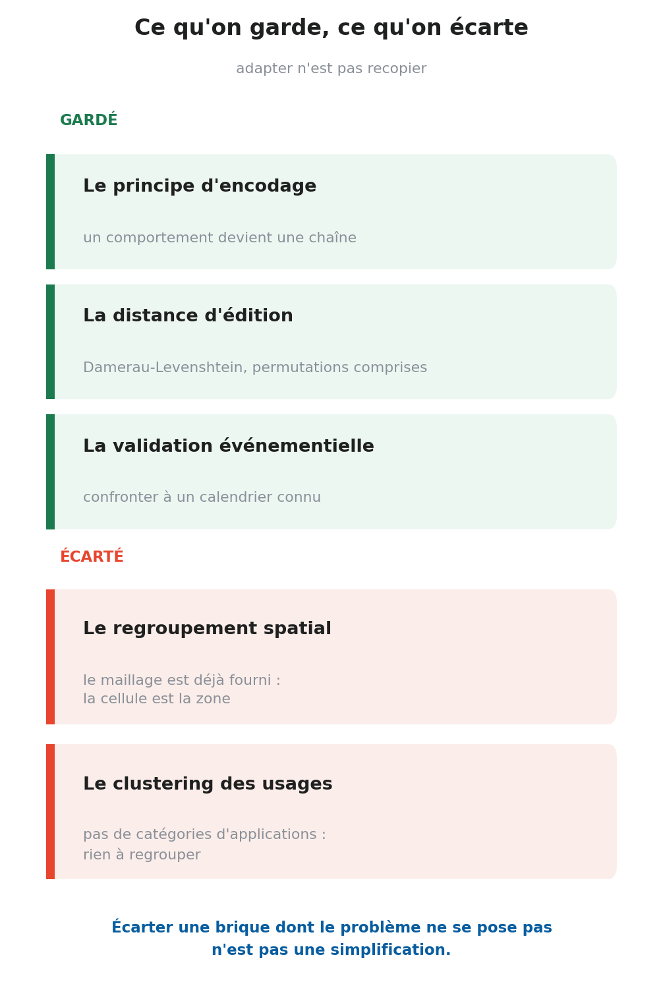 Ce qu'on garde, ce qu'on écarte
adapter n'est pas recopier
GARDÉ
Le principe d'encodage
un comportement devient une chaîne
La distance d'édition
Damerau-Levenshtein, permutations comprises
La validation événementielle
confronter à un calendrier connu
ÉCARTÉ
Le regroupement spatial
le maillage est déjà fourni :
la cellule est la zone
Le clustering des usages
pas de catégories d'applications :
rien à regrouper
Écarter une brique dont le problème ne se pose pas
n'est pas une simplification.